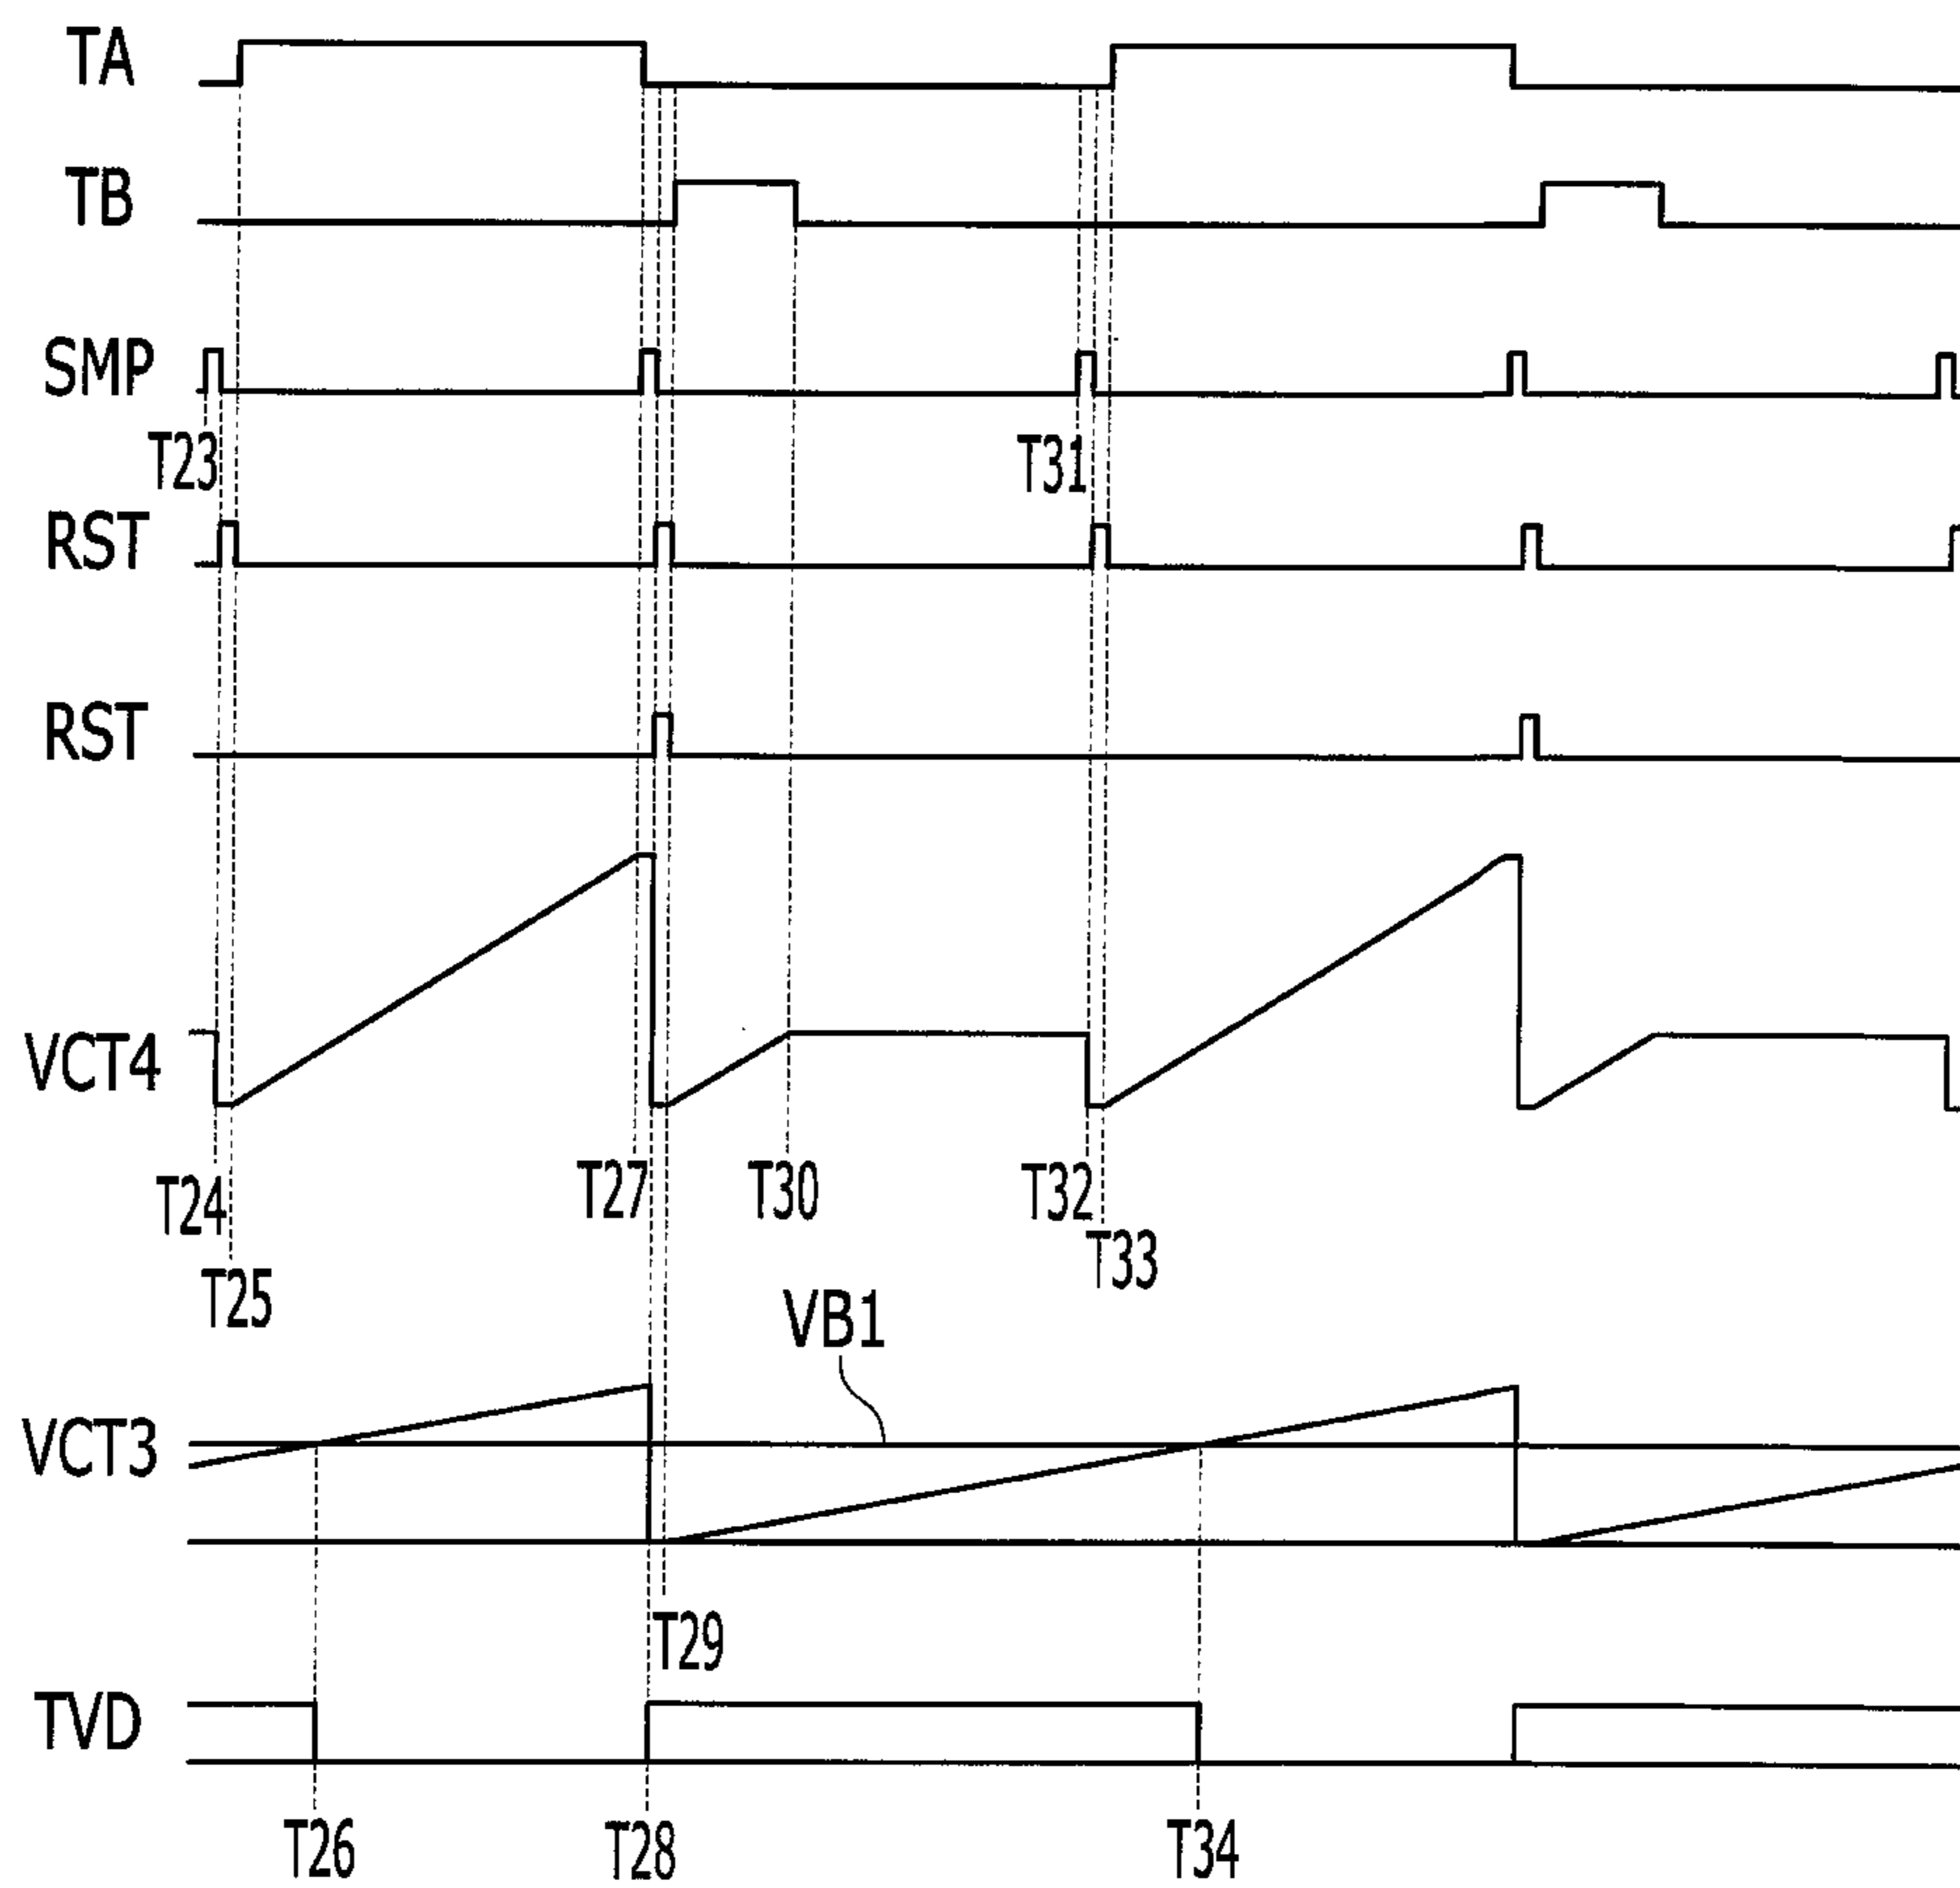 TA
TB
SMP
T23 T31
RST
RST
VCT4
T24 T27 T30 T32
T25 T33
VB1
VCT3
T29
TVD
T26 T28 T34